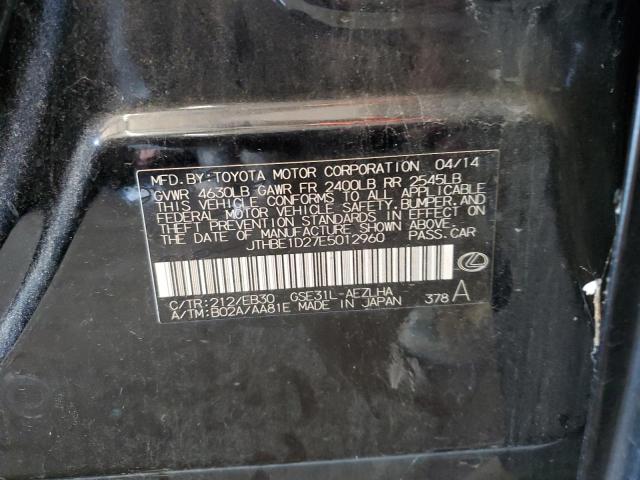 MFD. BY: TOYOTA MOTOR CORPORATION 04/14
GVWR 4630LB GAWR FR 2400LB RR 2545LB
THIS VEHICLE CONFORMS TO ALL APPLICABLE
FEDERAL MOTOR VEHICLE SAFETY, BUMPER, AND
THEFT PREVENTION STANDARDS IN EFFECT ON
THE DATE OF MANUFACTURE SHOWN ABOVE.
JTHBE1D27E5012960 PASS. CAR
C/TR: 212/EB30 GSE31L-AEZLHA
A/TM: B02A/AA81E MADE IN JAPAN 378 A